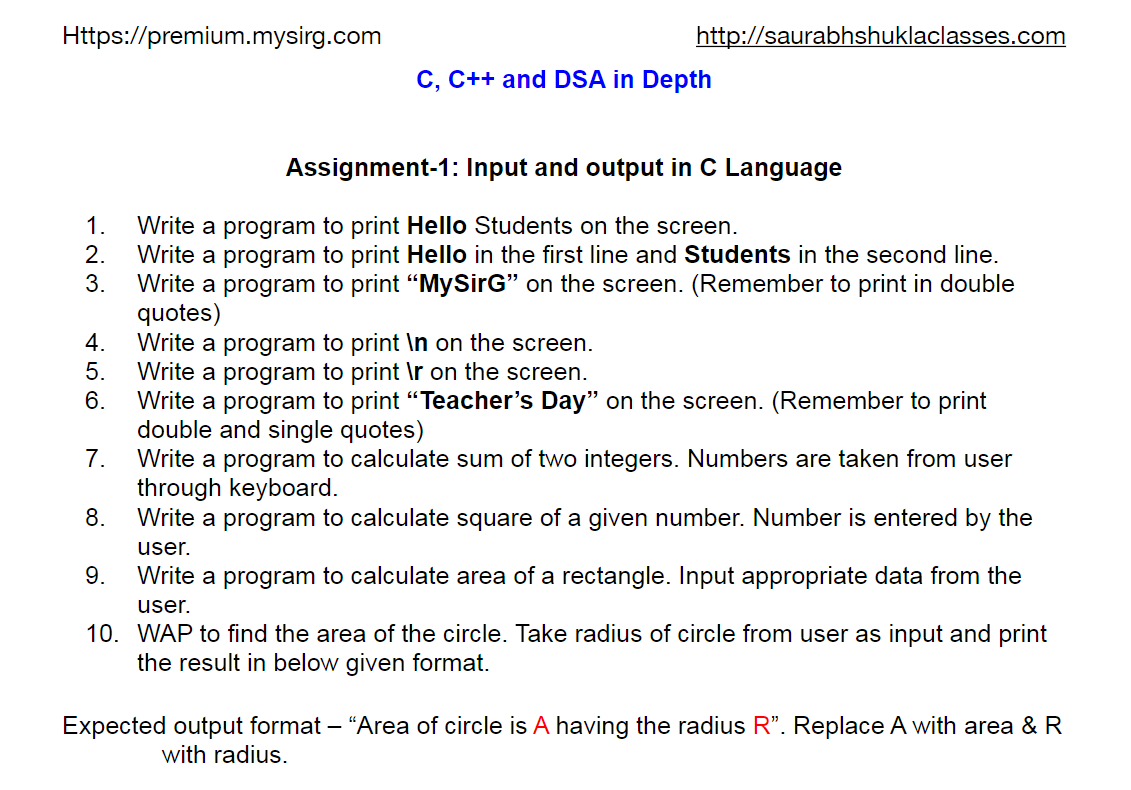 Https://premium.mysirg.com http://saurabhshuklaclasses.com
C, C++ and DSA in Depth
Assignment-1: Input and output in C Language
1. Write a program to print Hello Students on the screen.
2. Write a program to print Hello in the first line and Students in the second line.
3. Write a program to print “MySirG” on the screen. (Remember to print in double
quotes)
4. Write a program to print \n on the screen.
5. Write a program to print \r on the screen.
6. Write a program to print “Teacher’s Day” on the screen. (Remember to print
double and single quotes)
7. Write a program to calculate sum of two integers. Numbers are taken from user
through keyboard.
8. Write a program to calculate square of a given number. Number is entered by the
user.
9. Write a program to calculate area of a rectangle. Input appropriate data from the
user.
10. WAP to find the area of the circle. Take radius of circle from user as input and print
the result in below given format.
Expected output format – “Area of circle is A having the radius R”. Replace A with area & R
with radius.